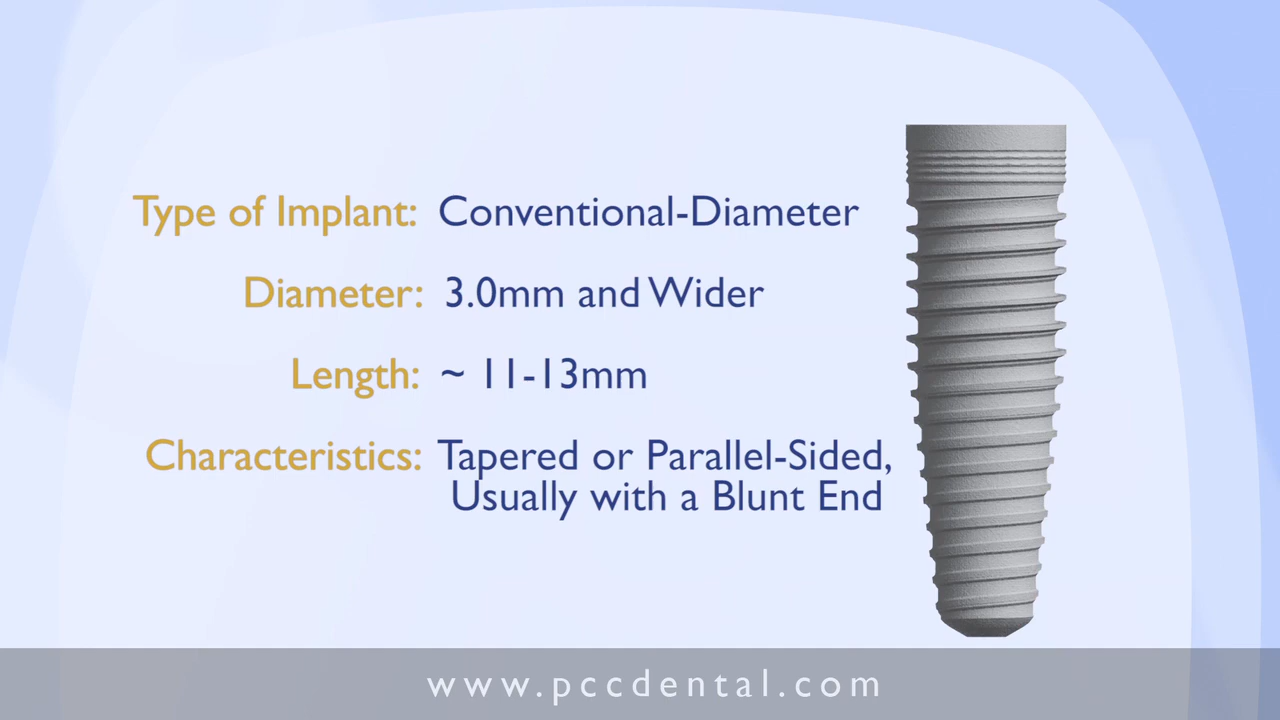 Type of Implant: Conventional-Diameter
Diameter: 3.0mm and Wider
Length: ~ 11-13mm
Characteristics: Tapered or Parallel-Sided,
Usually with a Blunt End
www.pccdental.com